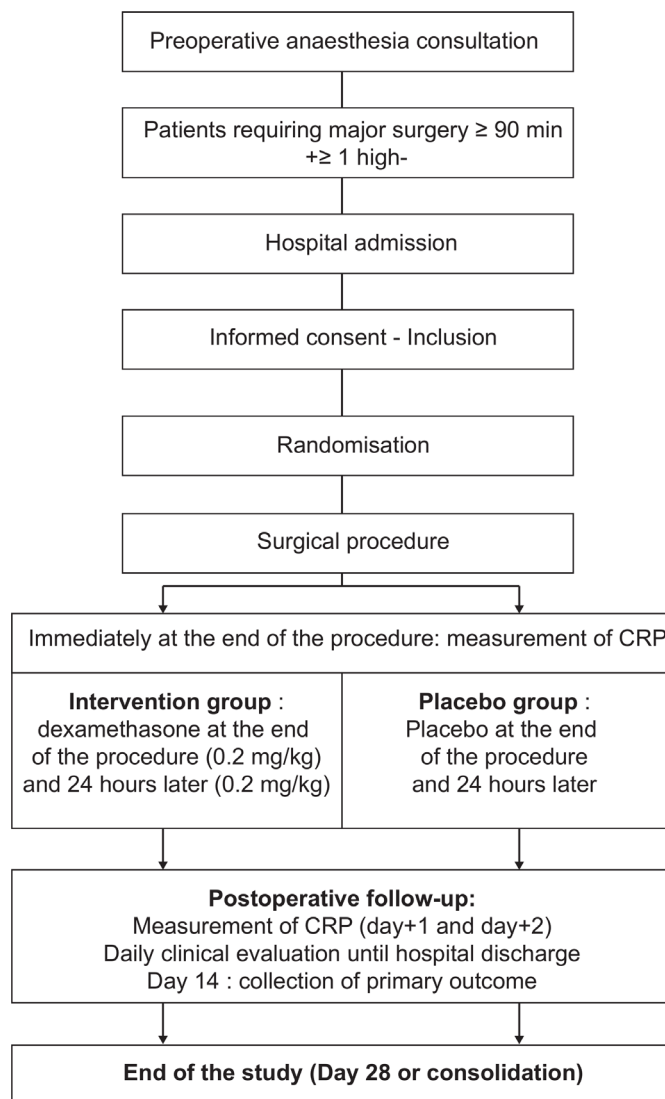 Preoperative anaesthesia consultation
Patients requiring major surgery ≥ 90 min
+≥ 1 high-
Hospital admission
Informed consent - Inclusion
Randomisation
Surgical procedure
Immediately at the end of the procedure: measurement of CRP
Intervention group :
dexamethasone at the end
of the procedure (0.2 mg/kg)
and 24 hours later (0.2 mg/kg)
Placebo group :
Placebo at the end
of the procedure
and 24 hours later
Postoperative follow-up:
Measurement of CRP (day+1 and day+2)
Daily clinical evaluation until hospital discharge
Day 14 : collection of primary outcome
End of the study (Day 28 or consolidation)